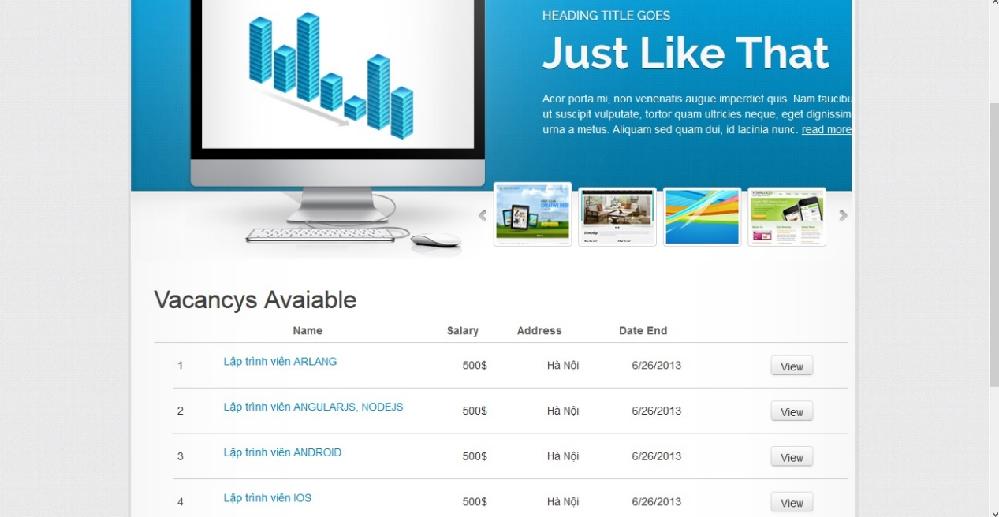 HEADING TITLE GOES
Just Like That
Acor porta mi, non venenatis augue imperdiet quis. Nam faucibu
ut suscipit vulputate, tortor quam ultricies neque, eget dignissim
urna a metus. Aliquam sed quam dui, id lacinia nunc. read more
Vacancys Avaiable
Name Salary Address Date End
1 Lập trình viên ARLANG 500$ Hà Nội 6/26/2013 View
2 Lập trình viên ANGULARJS, NODEJS 500$ Hà Nội 6/26/2013 View
3 Lập trình viên ANDROID 500$ Hà Nội 6/26/2013 View
4 Lập trình viên IOS 500$ Hà Nội 6/26/2013 View